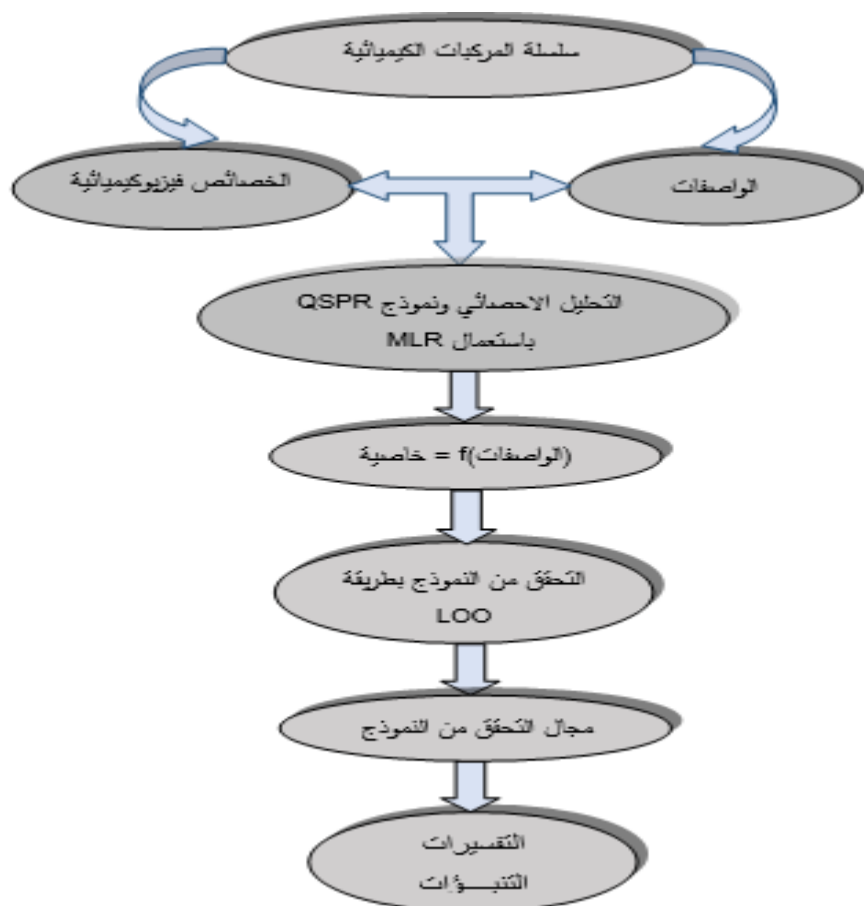 سلسلة المركبات الكيميائية
الخصائص فيزيوكيميائية
الواصفات
التحليل الاحصائي ونموذج QSPR
باستعمال MLR
خاصية = f(الواصفات)
التحقق من النموذج بطريقة
LOO
مجال التحقق من النموذج
التفسيرات
التنبـــؤات